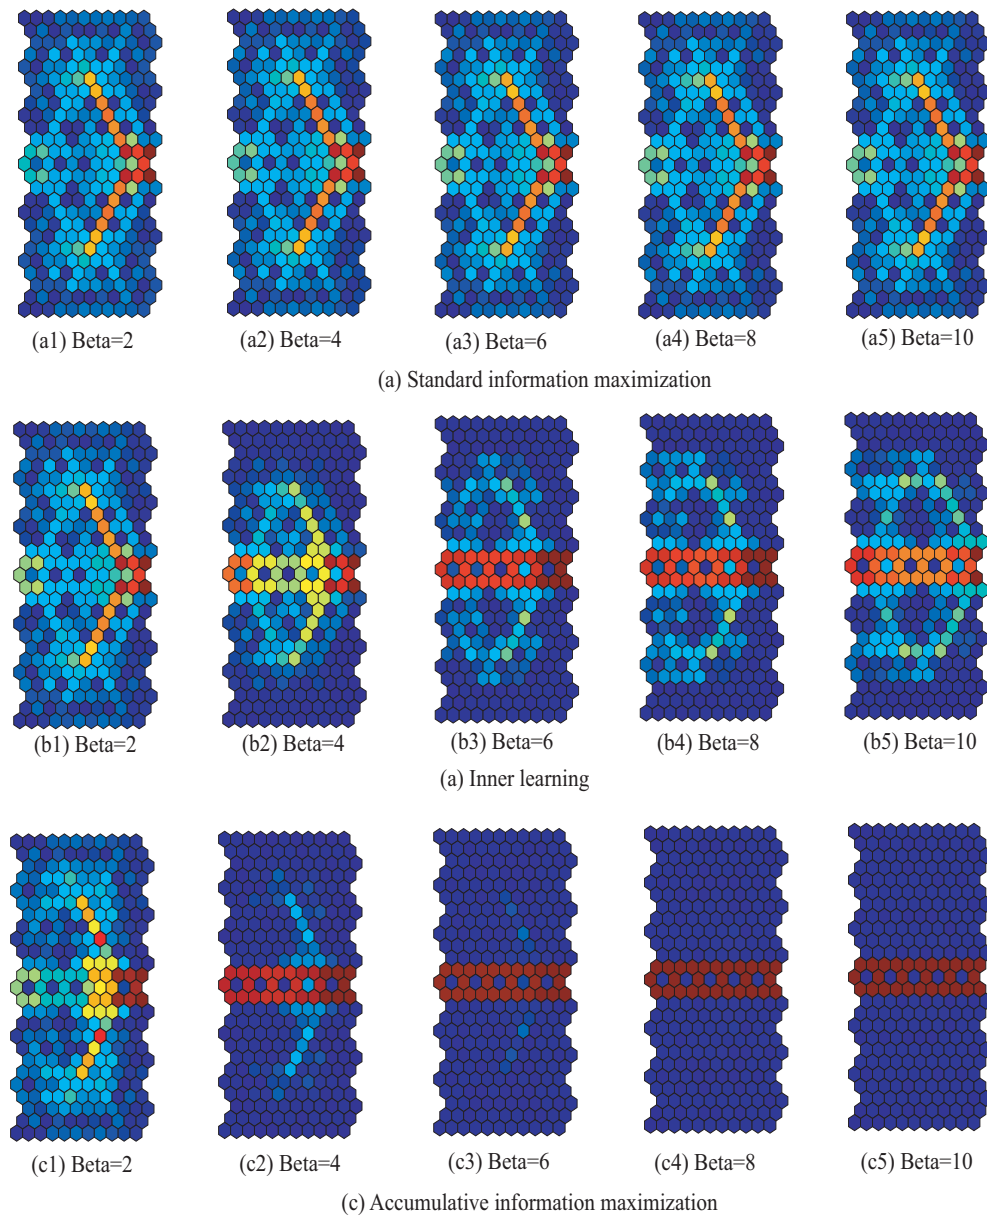 (a1) Beta=2 (a2) Beta=4 (a3) Beta=6 (a4) Beta=8 (a5) Beta=10
(a) Standard information maximization
(b1) Beta=2 (b2) Beta=4 (b3) Beta=6 (b4) Beta=8 (b5) Beta=10
(a) Inner learning
(c1) Beta=2 (c2) Beta=4 (c3) Beta=6 (c4) Beta=8 (c5) Beta=10
(c) Accumulative information maximization